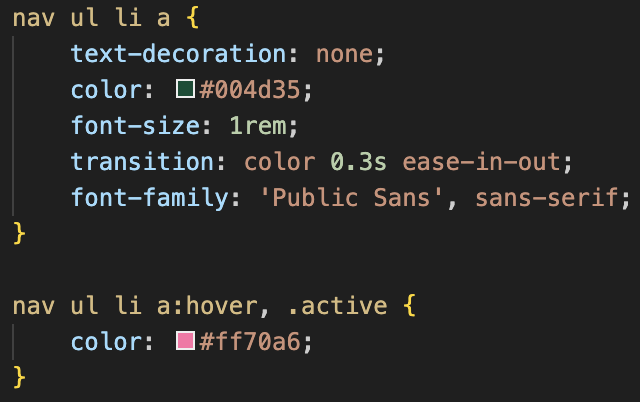 nav ul li a {
    text-decoration: none;
    color: #004d35;
    font-size: 1rem;
    transition: color 0.3s ease-in-out;
    font-family: 'Public Sans', sans-serif;
}

nav ul li a:hover, .active {
    color: #ff70a6;
}